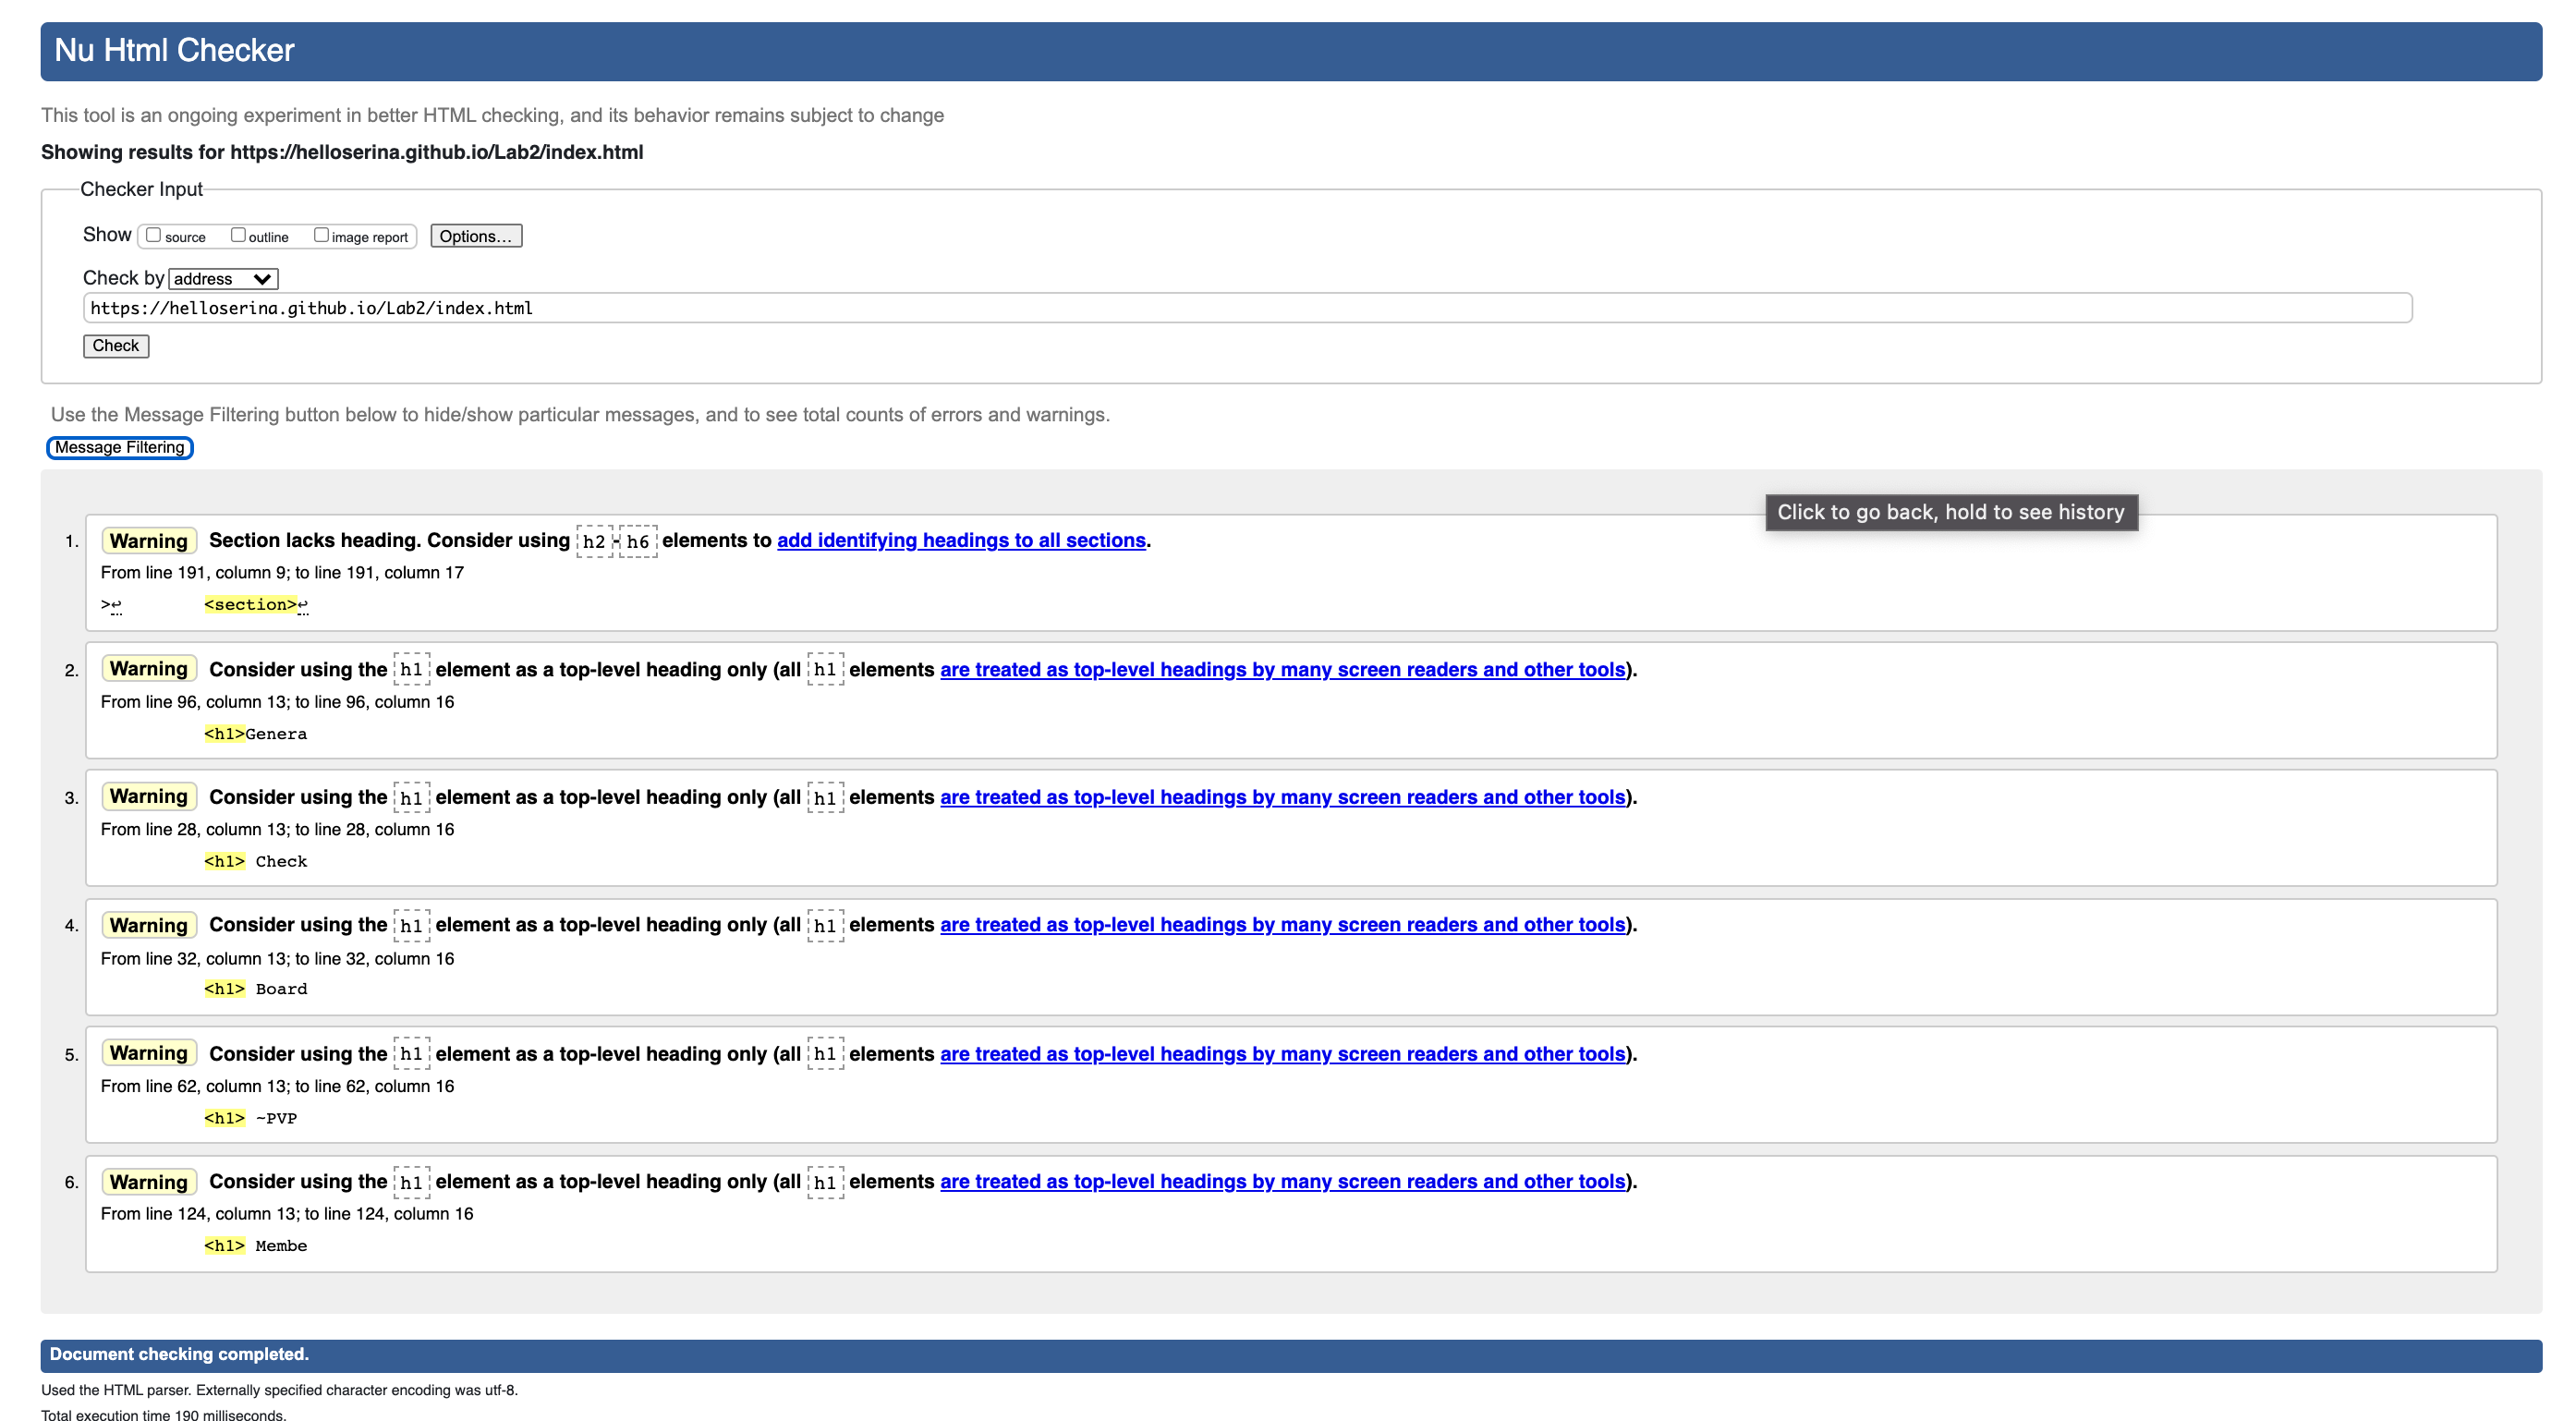 Nu Html Checker
This tool is an ongoing experiment in better HTML checking, and its behavior remains subject to change
Showing results for https://helloserina.github.io/Lab2/index.html
Checker Input
Show source outline image report Options...
Check by address
https://helloserina.github.io/Lab2/index.html
Check
Use the Message Filtering button below to hide/show particular messages, and to see total counts of errors and warnings.
Message Filtering
Click to go back, hold to see history
1. Warning Section lacks heading. Consider using h2-h6 elements to add identifying headings to all sections.
From line 191, column 9; to line 191, column 17
>↩ <section>↩
2. Warning Consider using the h1 element as a top-level heading only (all h1 elements are treated as top-level headings by many screen readers and other tools).
From line 96, column 13; to line 96, column 16
<h1>Genera
3. Warning Consider using the h1 element as a top-level heading only (all h1 elements are treated as top-level headings by many screen readers and other tools).
From line 28, column 13; to line 28, column 16
<h1> Check
4. Warning Consider using the h1 element as a top-level heading only (all h1 elements are treated as top-level headings by many screen readers and other tools).
From line 32, column 13; to line 32, column 16
<h1> Board
5. Warning Consider using the h1 element as a top-level heading only (all h1 elements are treated as top-level headings by many screen readers and other tools).
From line 62, column 13; to line 62, column 16
<h1> ~PVP
6. Warning Consider using the h1 element as a top-level heading only (all h1 elements are treated as top-level headings by many screen readers and other tools).
From line 124, column 13; to line 124, column 16
<h1> Membe
Document checking completed.
Used the HTML parser. Externally specified character encoding was utf-8.
Total execution time 190 milliseconds.